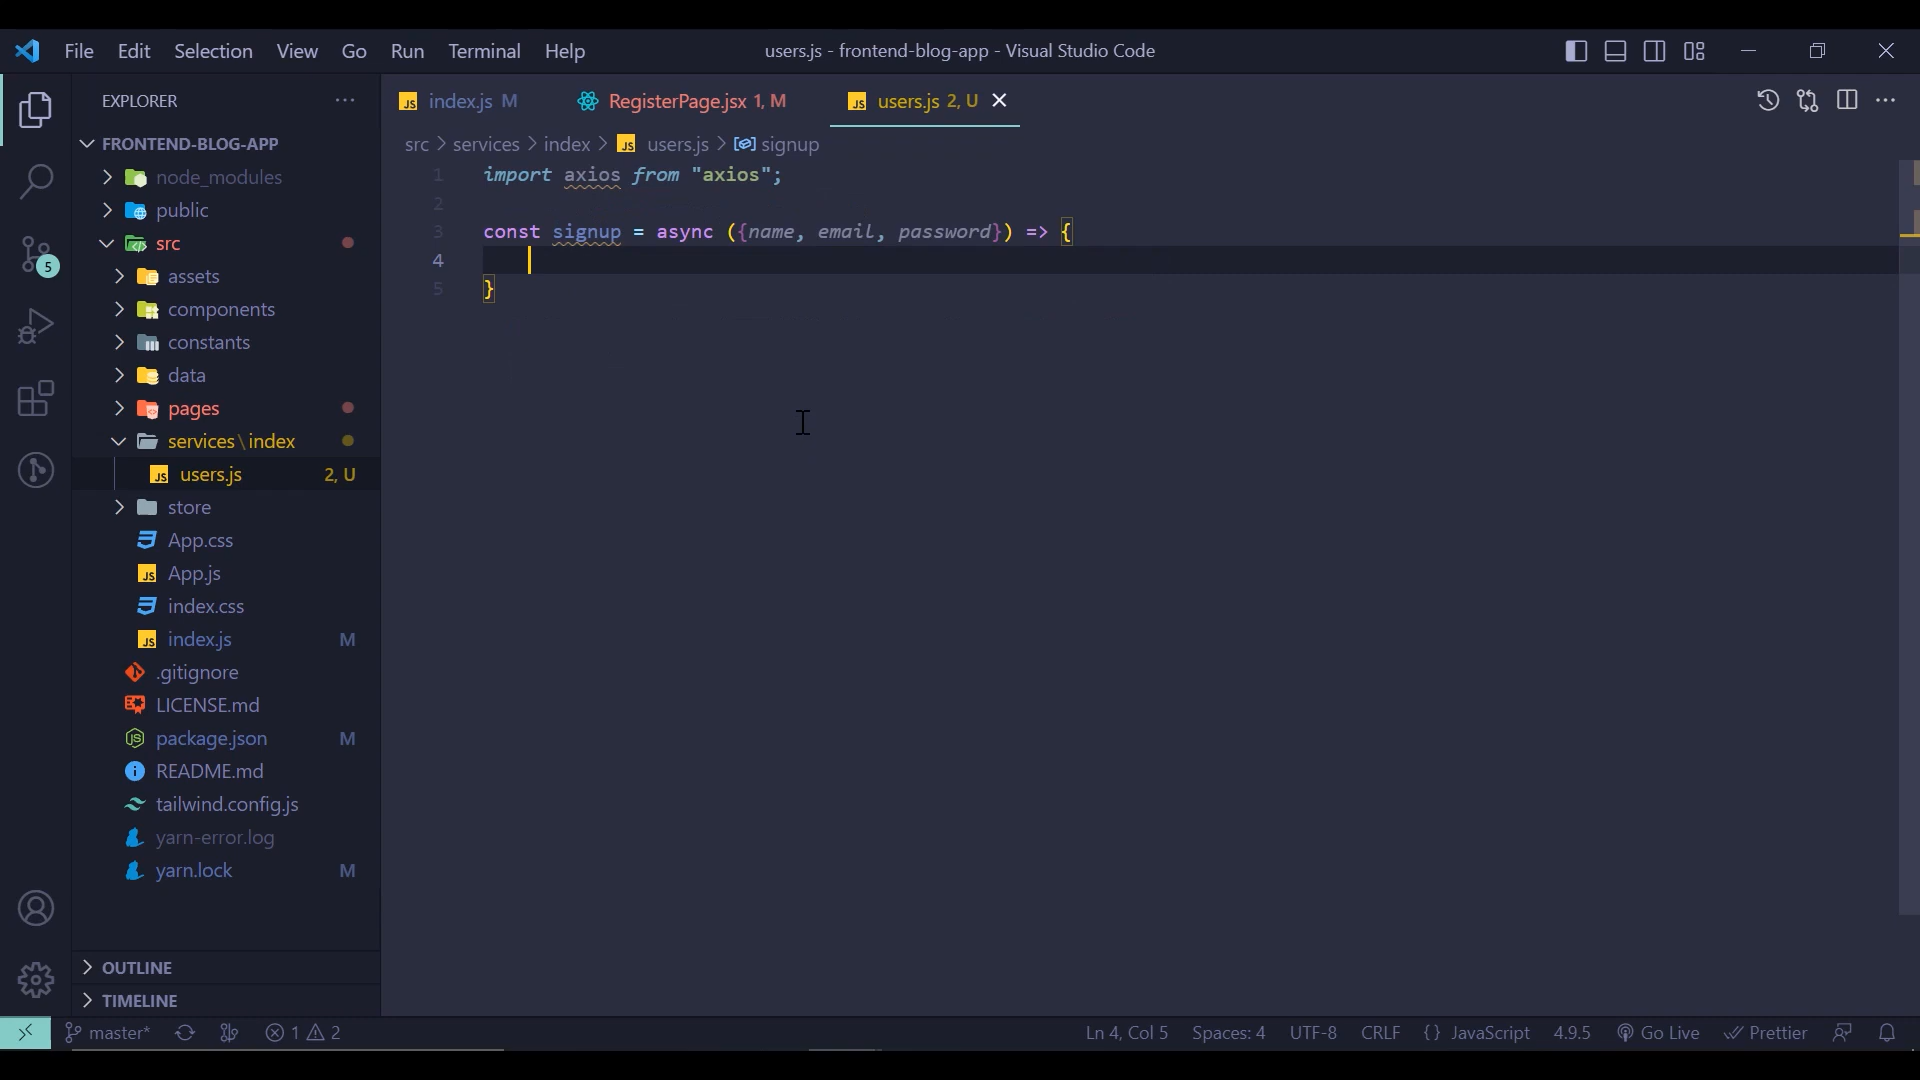 File Edit Selection View Go Run Terminal Help users.js - frontend-blog-app - Visual Studio Code
EXPLORER
FRONTEND-BLOG-APP
node_modules
public
src
assets
components
constants
data
pages
services\index
users.js 2, U
store
App.css
App.js
index.css
index.js M
.gitignore
LICENSE.md
package.json M
README.md
tailwind.config.js
yarn-error.log
yarn.lock M
OUTLINE
TIMELINE
5
index.js M RegisterPage.jsx 1, M users.js 2, U
src > services > index > users.js > signup
1 import axios from "axios";
2
3 const signup = async ({name, email, password}) => {
4
5 }
master* 1 2 Ln 4, Col 5 Spaces: 4 UTF-8 CRLF {} JavaScript 4.9.5 Go Live Prettier